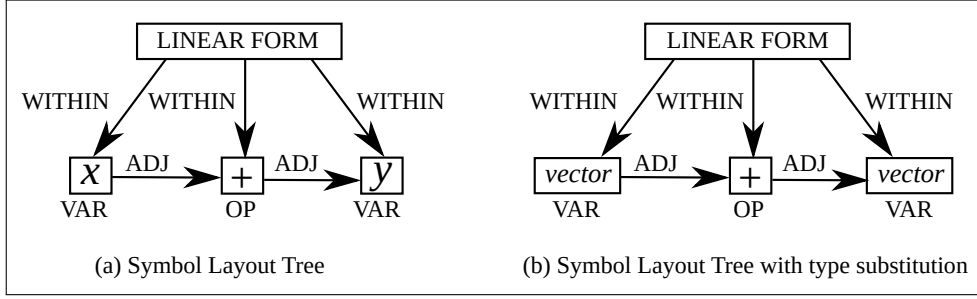 LINEAR FORM
WITHIN WITHIN WITHIN
x ADJ + ADJ y
VAR OP VAR
(a) Symbol Layout Tree
LINEAR FORM
WITHIN WITHIN WITHIN
vector ADJ + ADJ vector
VAR OP VAR
(b) Symbol Layout Tree with type substitution